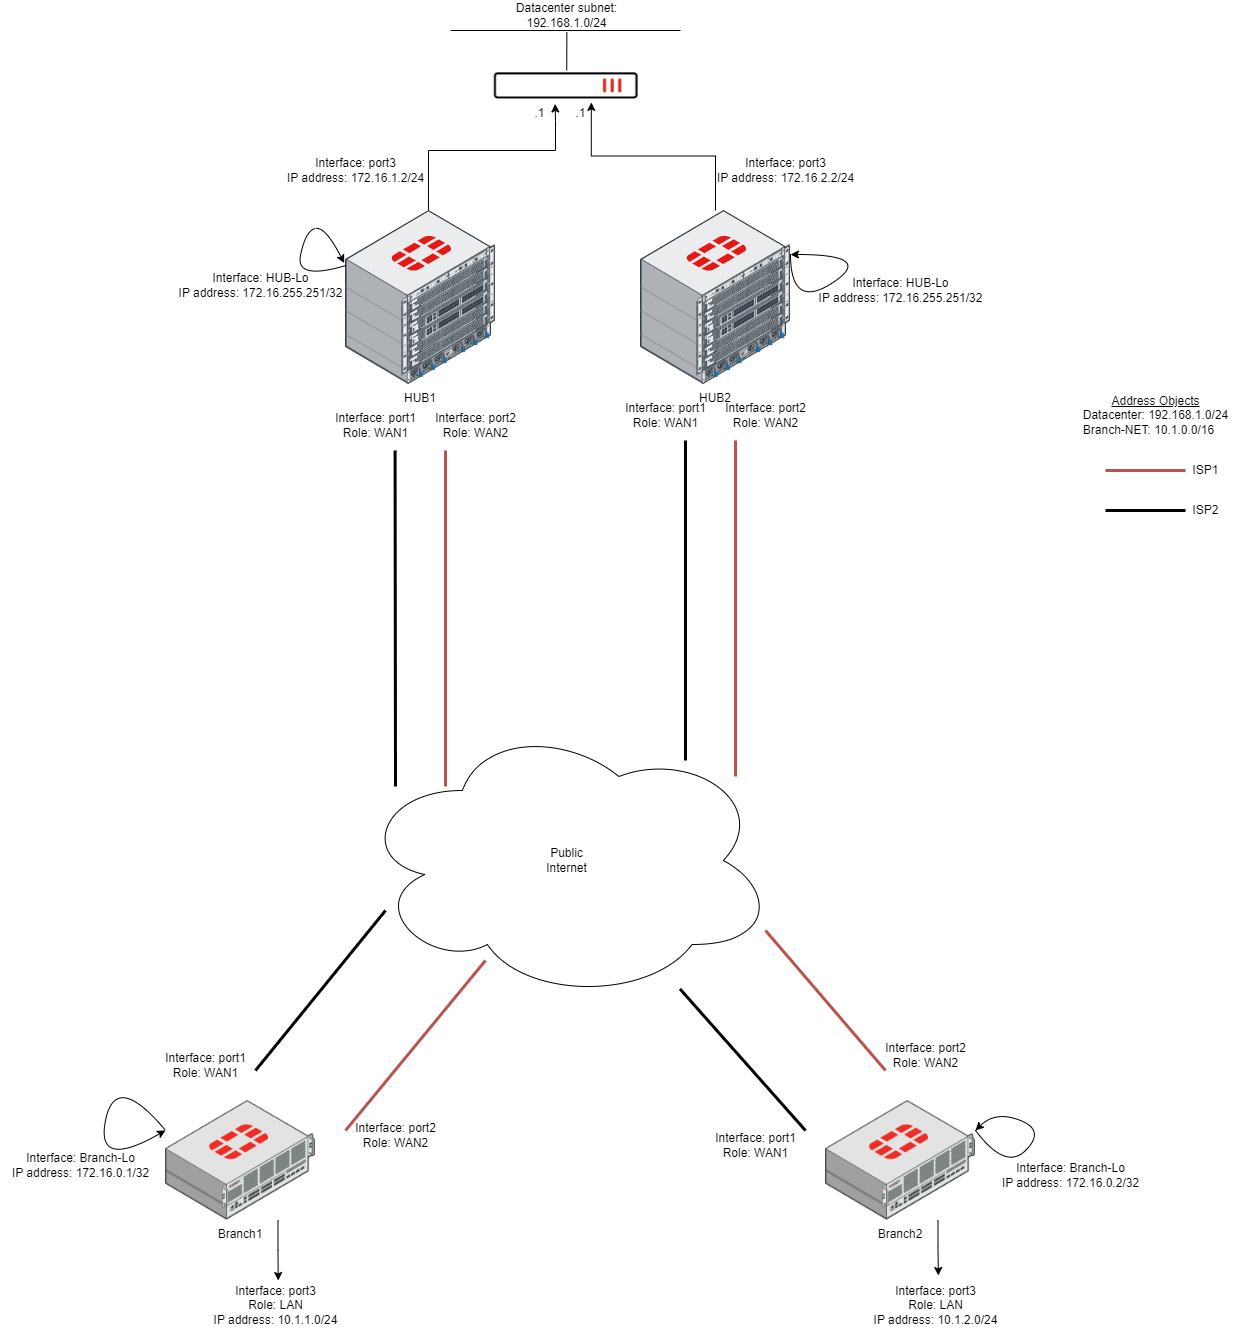 Datacenter subnet:
192.168.1.0/24
.1
.1
Interface: port3
IP address: 172.16.1.2/24
Interface: port3
IP address: 172.16.2.2/24
Interface: HUB-Lo
IP address: 172.16.255.251/32
Interface: HUB-Lo
IP address: 172.16.255.251/32
HUB1
HUB2
Interface: port1
Role: WAN1
Interface: port2
Role: WAN2
Interface: port1
Role: WAN1
Interface: port2
Role: WAN2
Address Objects
Datacenter: 192.168.1.0/24
Branch-NET: 10.1.0.0/16
ISP1
ISP2
Public
Internet
Interface: port1
Role: WAN1
Interface: port2
Role: WAN2
Interface: port2
Role: WAN2
Interface: port1
Role: WAN1
Interface: Branch-Lo
IP address: 172.16.0.1/32
Interface: Branch-Lo
IP address: 172.16.0.2/32
Branch1
Branch2
Interface: port3
Role: LAN
IP address: 10.1.1.0/24
Interface: port3
Role: LAN
IP address: 10.1.2.0/24